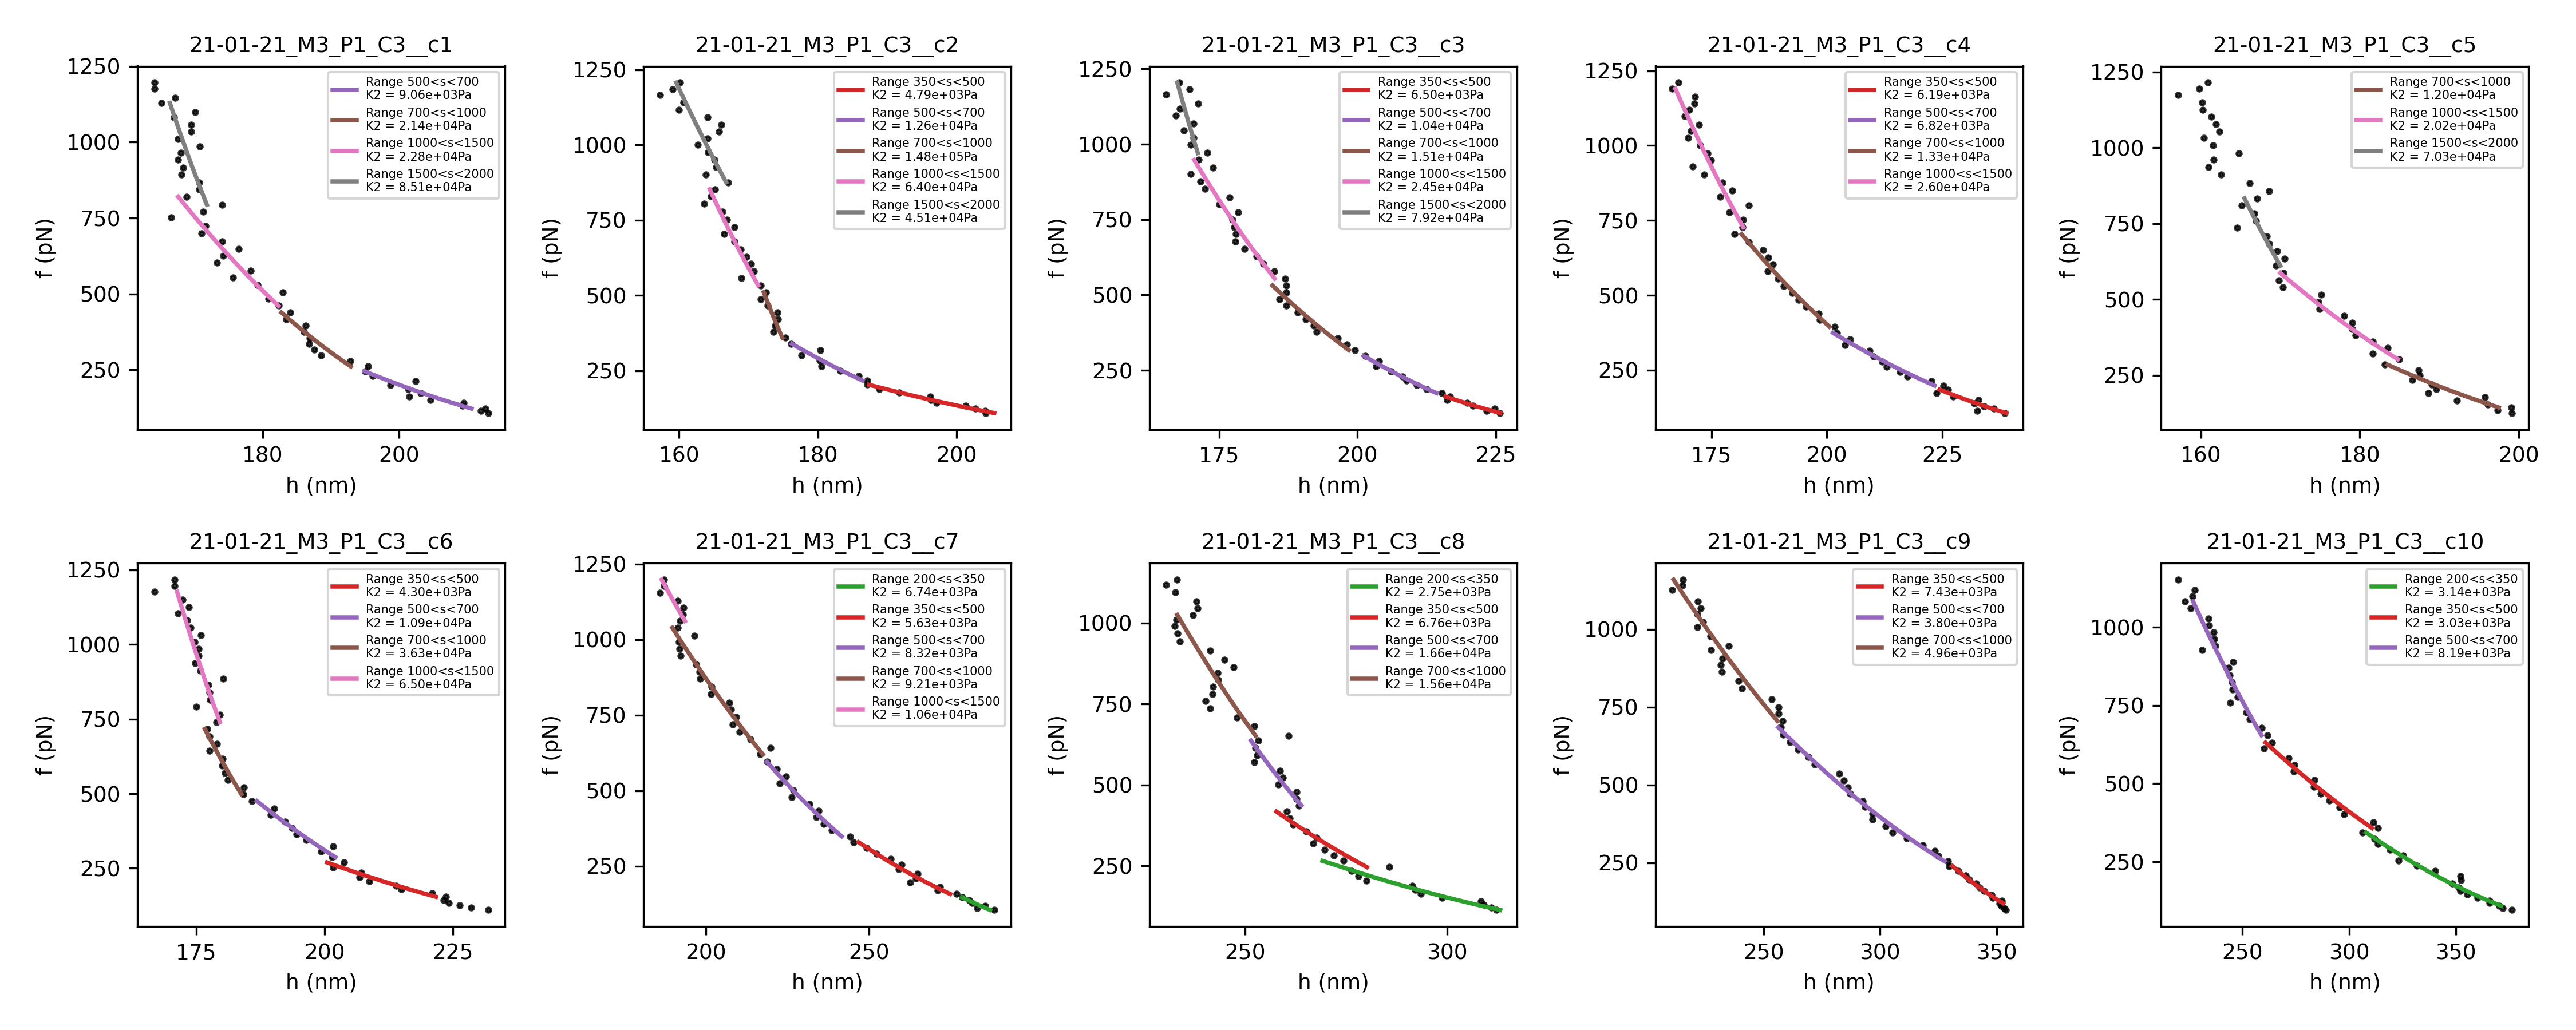 21-01-21_M3_P1_C3__c1
f (pN)
1250
1000
750
500
250
180
200
h (nm)
Range 500<s<700
K2 = 9.06e+03Pa
Range 700<s<1000
K2 = 2.14e+04Pa
Range 1000<s<1500
K2 = 2.28e+04Pa
Range 1500<s<2000
K2 = 8.51e+04Pa
21-01-21_M3_P1_C3__c2
f (pN)
1250
1000
750
500
250
160
180
200
h (nm)
Range 350<s<500
K2 = 4.79e+03Pa
Range 500<s<700
K2 = 1.26e+04Pa
Range 700<s<1000
K2 = 1.48e+05Pa
Range 1000<s<1500
K2 = 6.40e+04Pa
Range 1500<s<2000
K2 = 4.51e+04Pa
21-01-21_M3_P1_C3__c3
f (pN)
1250
1000
750
500
250
175
200
225
h (nm)
Range 350<s<500
K2 = 6.50e+03Pa
Range 500<s<700
K2 = 1.04e+04Pa
Range 700<s<1000
K2 = 1.51e+04Pa
Range 1000<s<1500
K2 = 2.45e+04Pa
Range 1500<s<2000
K2 = 7.92e+04Pa
21-01-21_M3_P1_C3__c4
f (pN)
1250
1000
750
500
250
175
200
225
h (nm)
Range 350<s<500
K2 = 6.19e+03Pa
Range 500<s<700
K2 = 6.82e+03Pa
Range 700<s<1000
K2 = 1.33e+04Pa
Range 1000<s<1500
K2 = 2.60e+04Pa
21-01-21_M3_P1_C3__c5
f (pN)
1250
1000
750
500
250
160
180
200
h (nm)
Range 700<s<1000
K2 = 1.20e+04Pa
Range 1000<s<1500
K2 = 2.02e+04Pa
Range 1500<s<2000
K2 = 7.03e+04Pa
21-01-21_M3_P1_C3__c6
f (pN)
1250
1000
750
500
250
175
200
225
h (nm)
Range 350<s<500
K2 = 4.30e+03Pa
Range 500<s<700
K2 = 1.09e+04Pa
Range 700<s<1000
K2 = 3.63e+04Pa
Range 1000<s<1500
K2 = 6.50e+04Pa
21-01-21_M3_P1_C3__c7
f (pN)
1250
1000
750
500
250
200
250
h (nm)
Range 200<s<350
K2 = 6.74e+03Pa
Range 350<s<500
K2 = 5.63e+03Pa
Range 500<s<700
K2 = 8.32e+03Pa
Range 700<s<1000
K2 = 9.21e+03Pa
Range 1000<s<1500
K2 = 1.06e+04Pa
21-01-21_M3_P1_C3__c8
f (pN)
1000
750
500
250
250
300
h (nm)
Range 200<s<350
K2 = 2.75e+03Pa
Range 350<s<500
K2 = 6.76e+03Pa
Range 500<s<700
K2 = 1.66e+04Pa
Range 700<s<1000
K2 = 1.56e+04Pa
21-01-21_M3_P1_C3__c9
f (pN)
1000
750
500
250
250
300
350
h (nm)
Range 350<s<500
K2 = 7.43e+03Pa
Range 500<s<700
K2 = 3.80e+03Pa
Range 700<s<1000
K2 = 4.96e+03Pa
21-01-21_M3_P1_C3__c10
f (pN)
1000
750
500
250
250
300
350
h (nm)
Range 200<s<350
K2 = 3.14e+03Pa
Range 350<s<500
K2 = 3.03e+03Pa
Range 500<s<700
K2 = 8.19e+03Pa